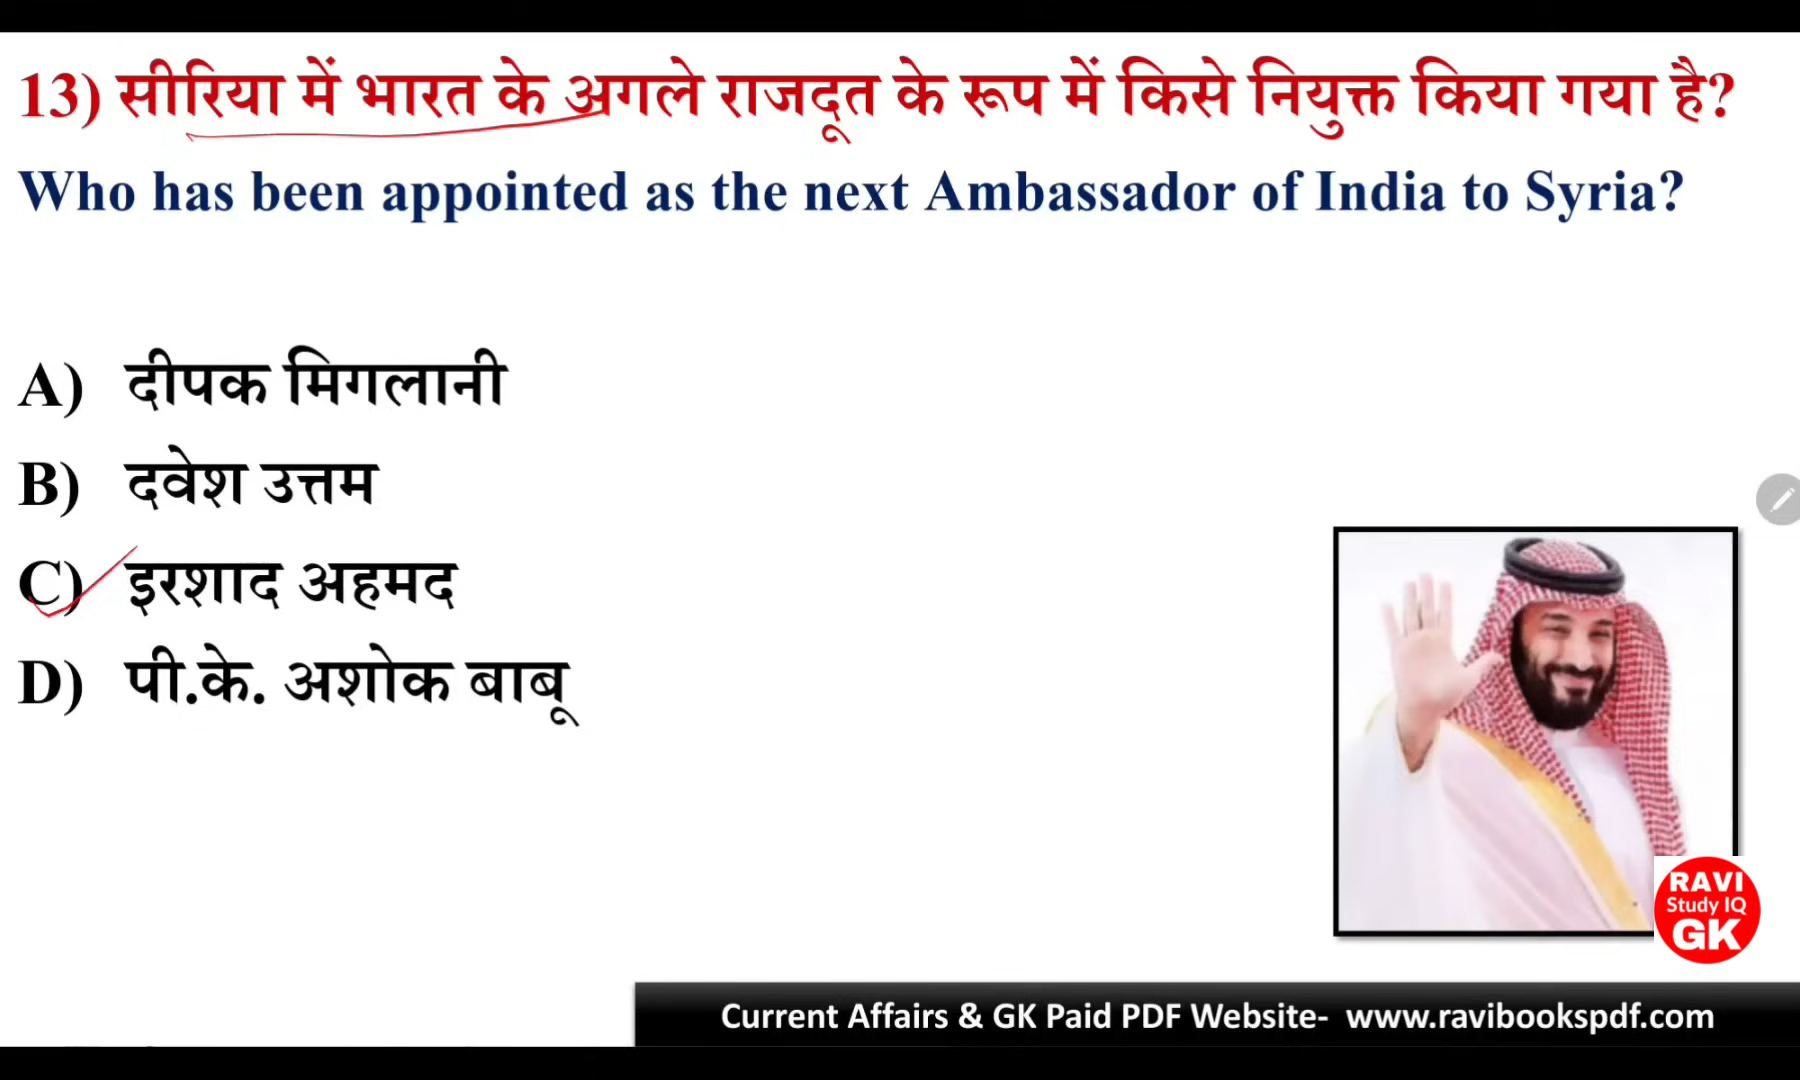 13) सीरिया में भारत के अगले राजदूत के रूप में किसे नियुक्त किया गया है?
Who has been appointed as the next Ambassador of India to Syria?
A) दीपक मिगलानी
B) दवेश उत्तम
C) इरशाद अहमद
D) पी.के. अशोक बाबू
RAVI
Study IQ
GK
Current Affairs & GK Paid PDF Website- www.ravibookspdf.com